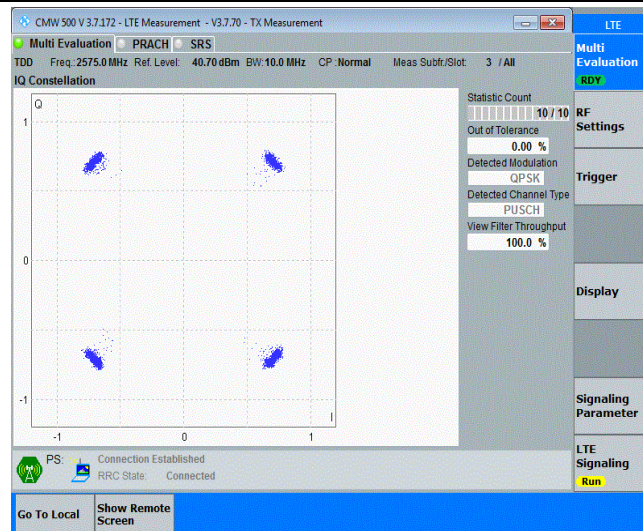 CMW 500 V 3.7.172 - LTE Measurement - V3.7.70 - TX Measurement
LTE
Multi Evaluation PRACH SRS
TDD Freq.: 2575.0 MHz Ref. Level: 40.70 dBm BW: 10.0 MHz CP : Normal Meas Subfr./Slot: 3 / All
IQ Constellation
Q
1
0
-1
-1 0 1
I
Statistic Count
10 / 10
Out of Tolerance
0.00 %
Detected Modulation
QPSK
Detected Channel Type
PUSCH
View Filter Throughput
100.0 %
Multi
Evaluation
RDY
RF
Settings
Trigger
Display
Signaling
Parameter
LTE
Signaling
Run
PS: Connection Established
RRC State: Connected
Go To Local
Show Remote
Screen